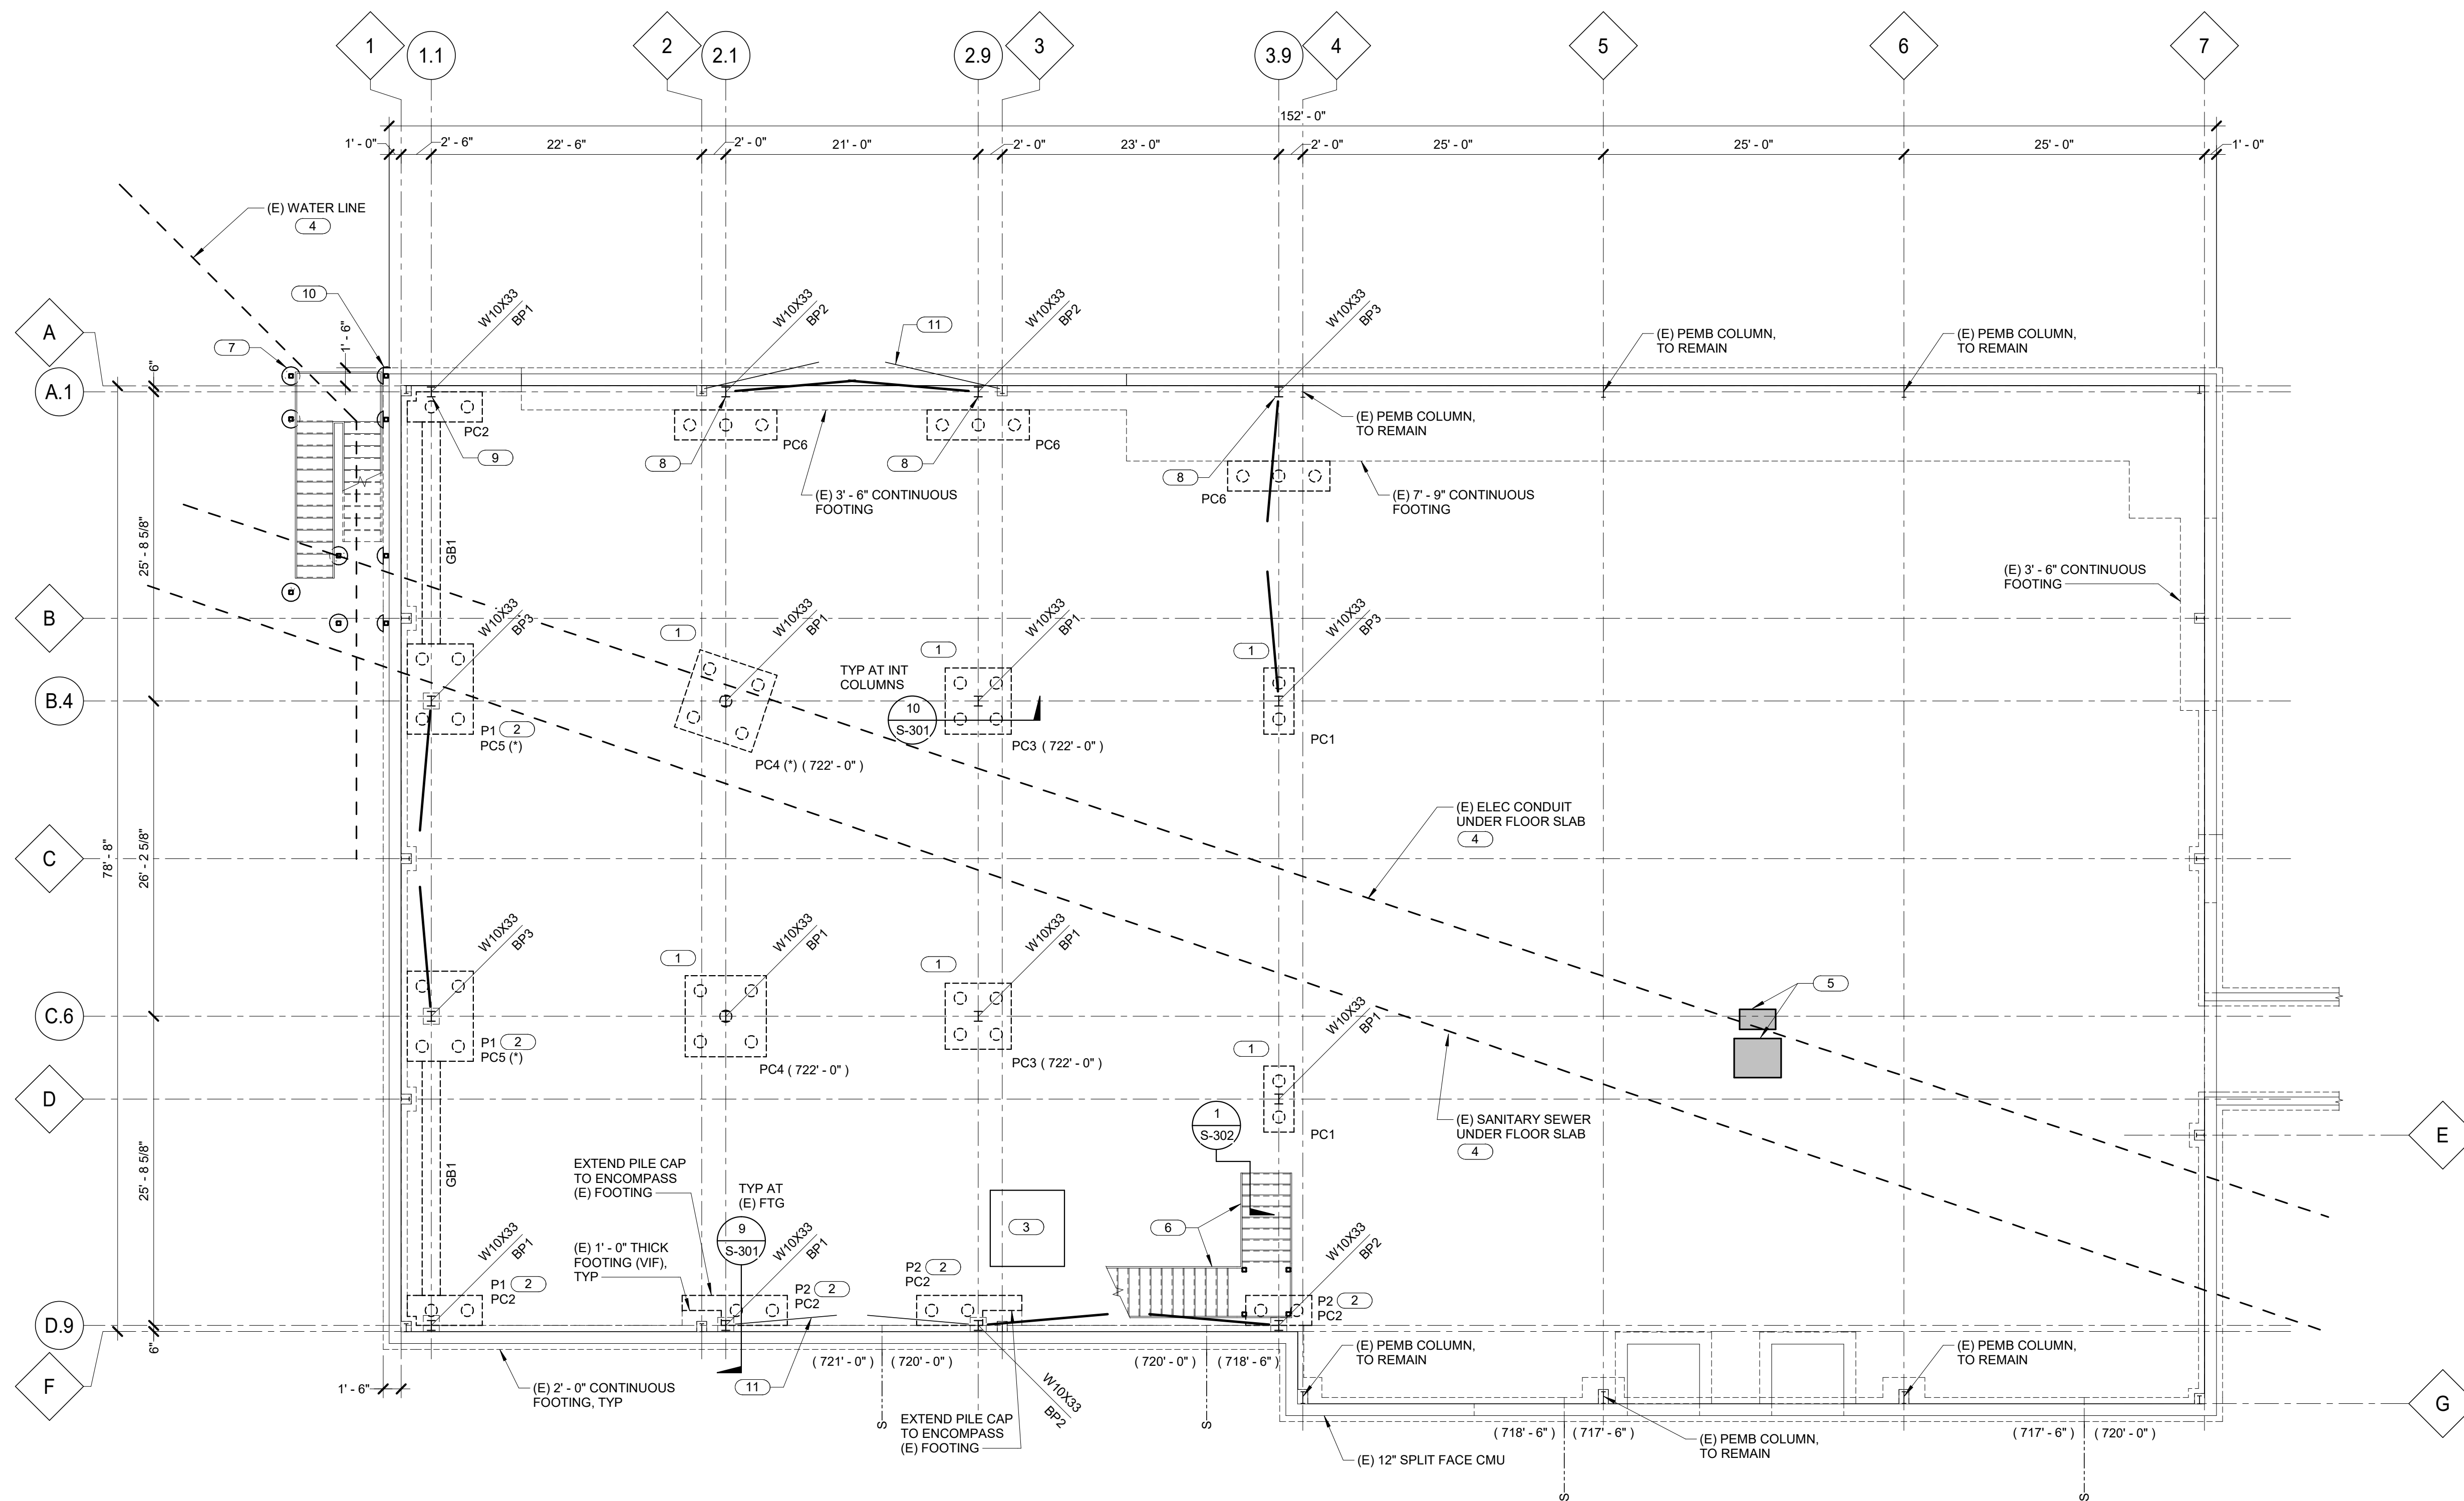 1
1.1
2
2.1
2.9
3
3.9
4
5
6
7
152' - 0"
1' - 0"
2' - 6"
22' - 6"
2' - 0"
21' - 0"
2' - 0"
23' - 0"
2' - 0"
25' - 0"
25' - 0"
25' - 0"
1' - 0"
(E) WATER LINE
4
10
7
1' - 6"
W10X33
BP1
W10X33
BP2
11
W10X33
BP2
W10X33
BP3
(E) PEMB COLUMN,
TO REMAIN
(E) PEMB COLUMN,
TO REMAIN
A
6"
A.1
(E) PEMB COLUMN,
TO REMAIN
PC2
9
PC6
8
PC6
8
PC6
8
(E) 3' - 6" CONTINUOUS
FOOTING
(E) 7' - 9" CONTINUOUS
FOOTING
25' - 8 5/8"
GB1
(E) 3' - 6" CONTINUOUS
FOOTING
B
W10X33
BP3
1
W10X33
BP1
1
W10X33
BP1
1
W10X33
BP3
TYP AT INT
COLUMNS
B.4
10
S-301
P1
2
PC5 (*)
PC4 (*) ( 722' - 0" )
PC3 ( 722' - 0" )
PC1
(E) ELEC CONDUIT
UNDER FLOOR SLAB
4
C
78' - 8"
26' - 2 5/8"
W10X33
BP3
1
W10X33
BP1
1
W10X33
BP1
5
C.6
W10X33
BP1
1
P1
2
PC5 (*)
PC4 ( 722' - 0" )
PC3 ( 722' - 0" )
D
1
S-302
PC1
(E) SANITARY SEWER
UNDER FLOOR SLAB
4
E
25' - 8 5/8"
GB1
EXTEND PILE CAP
TO ENCOMPASS
(E) FOOTING
TYP AT
(E) FTG
9
S-301
3
6
W10X33
BP1
(E) 1' - 0" THICK
FOOTING (VIF),
TYP
W10X33
BP1
W10X33
BP2
P1
2
PC2
P2
2
PC2
P2
2
PC2
P2
2
PC2
D.9
6"
F
(E) PEMB COLUMN,
TO REMAIN
(E) PEMB COLUMN,
TO REMAIN
( 721' - 0" )
( 720' - 0" )
( 720' - 0" )
( 718' - 6" )
1' - 6"
(E) 2' - 0" CONTINUOUS
FOOTING, TYP
11
W10X33
BP2
S
EXTEND PILE CAP
TO ENCOMPASS
(E) FOOTING
S
G
( 718' - 6" )
( 717' - 6" )
(E) PEMB COLUMN,
TO REMAIN
( 717' - 6" )
( 720' - 0" )
(E) 12" SPLIT FACE CMU
S
S